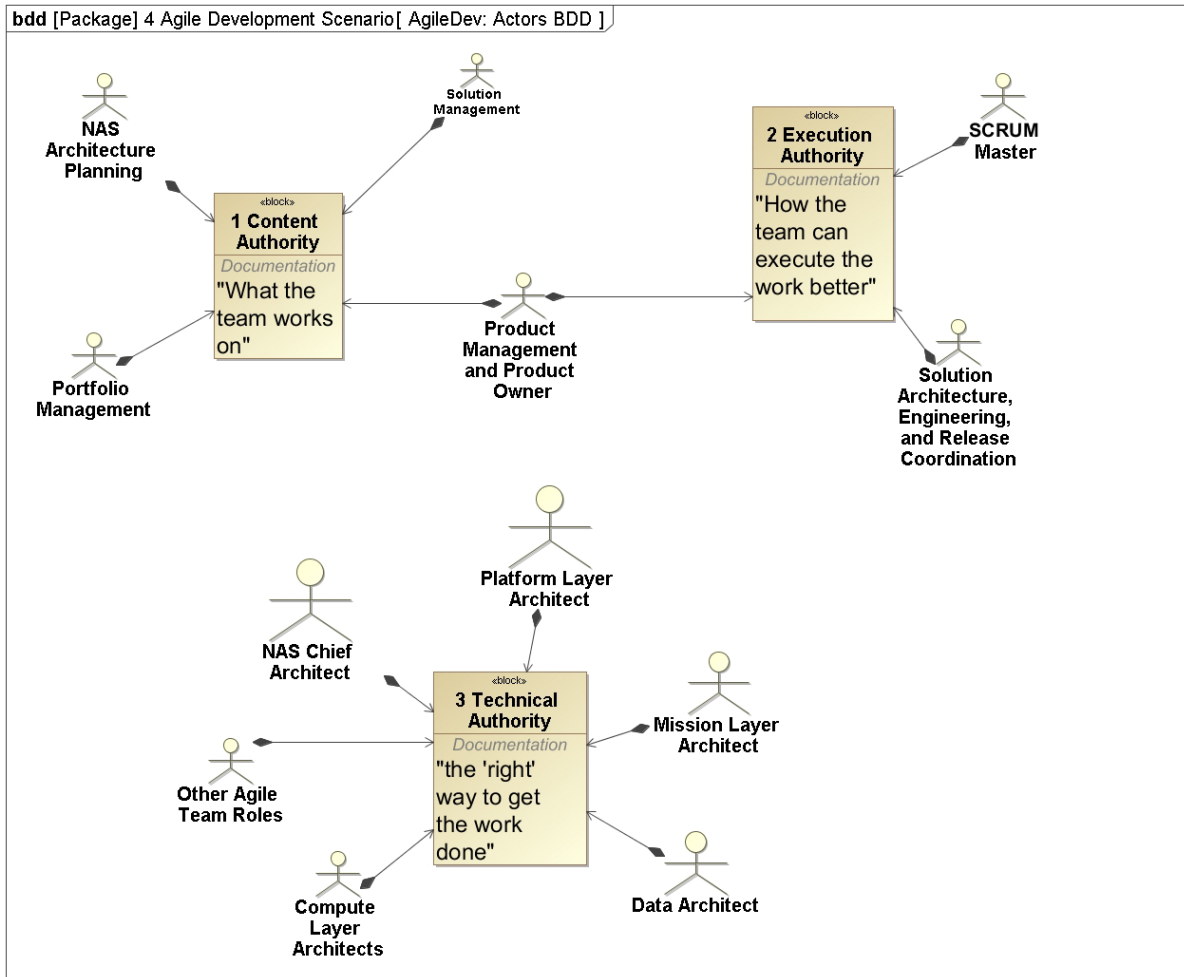 bdd [Package] 4 Agile Development Scenario[ AgileDev: Actors BDD ]
NAS
Architecture
Planning
Solution
Management
«block»
1 Content
Authority
Documentation
"What the
team works
on"
Portfolio
Management
Product
Management
and Product
Owner
«block»
2 Execution
Authority
Documentation
"How the
team can
execute the
work better"
SCRUM
Master
Solution
Architecture,
Engineering,
and Release
Coordination
Platform Layer
Architect
NAS Chief
Architect
«block»
3 Technical
Authority
Documentation
"the 'right'
way to get
the work
done"
Mission Layer
Architect
Other Agile
Team Roles
Compute
Layer
Architects
Data Architect